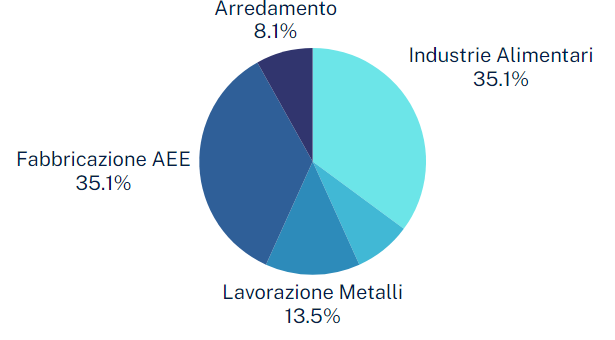 Arredamento
8.1%
Industrie Alimentari
35.1%
Fabbricazione AEE
35.1%
Lavorazione Metalli
13.5%